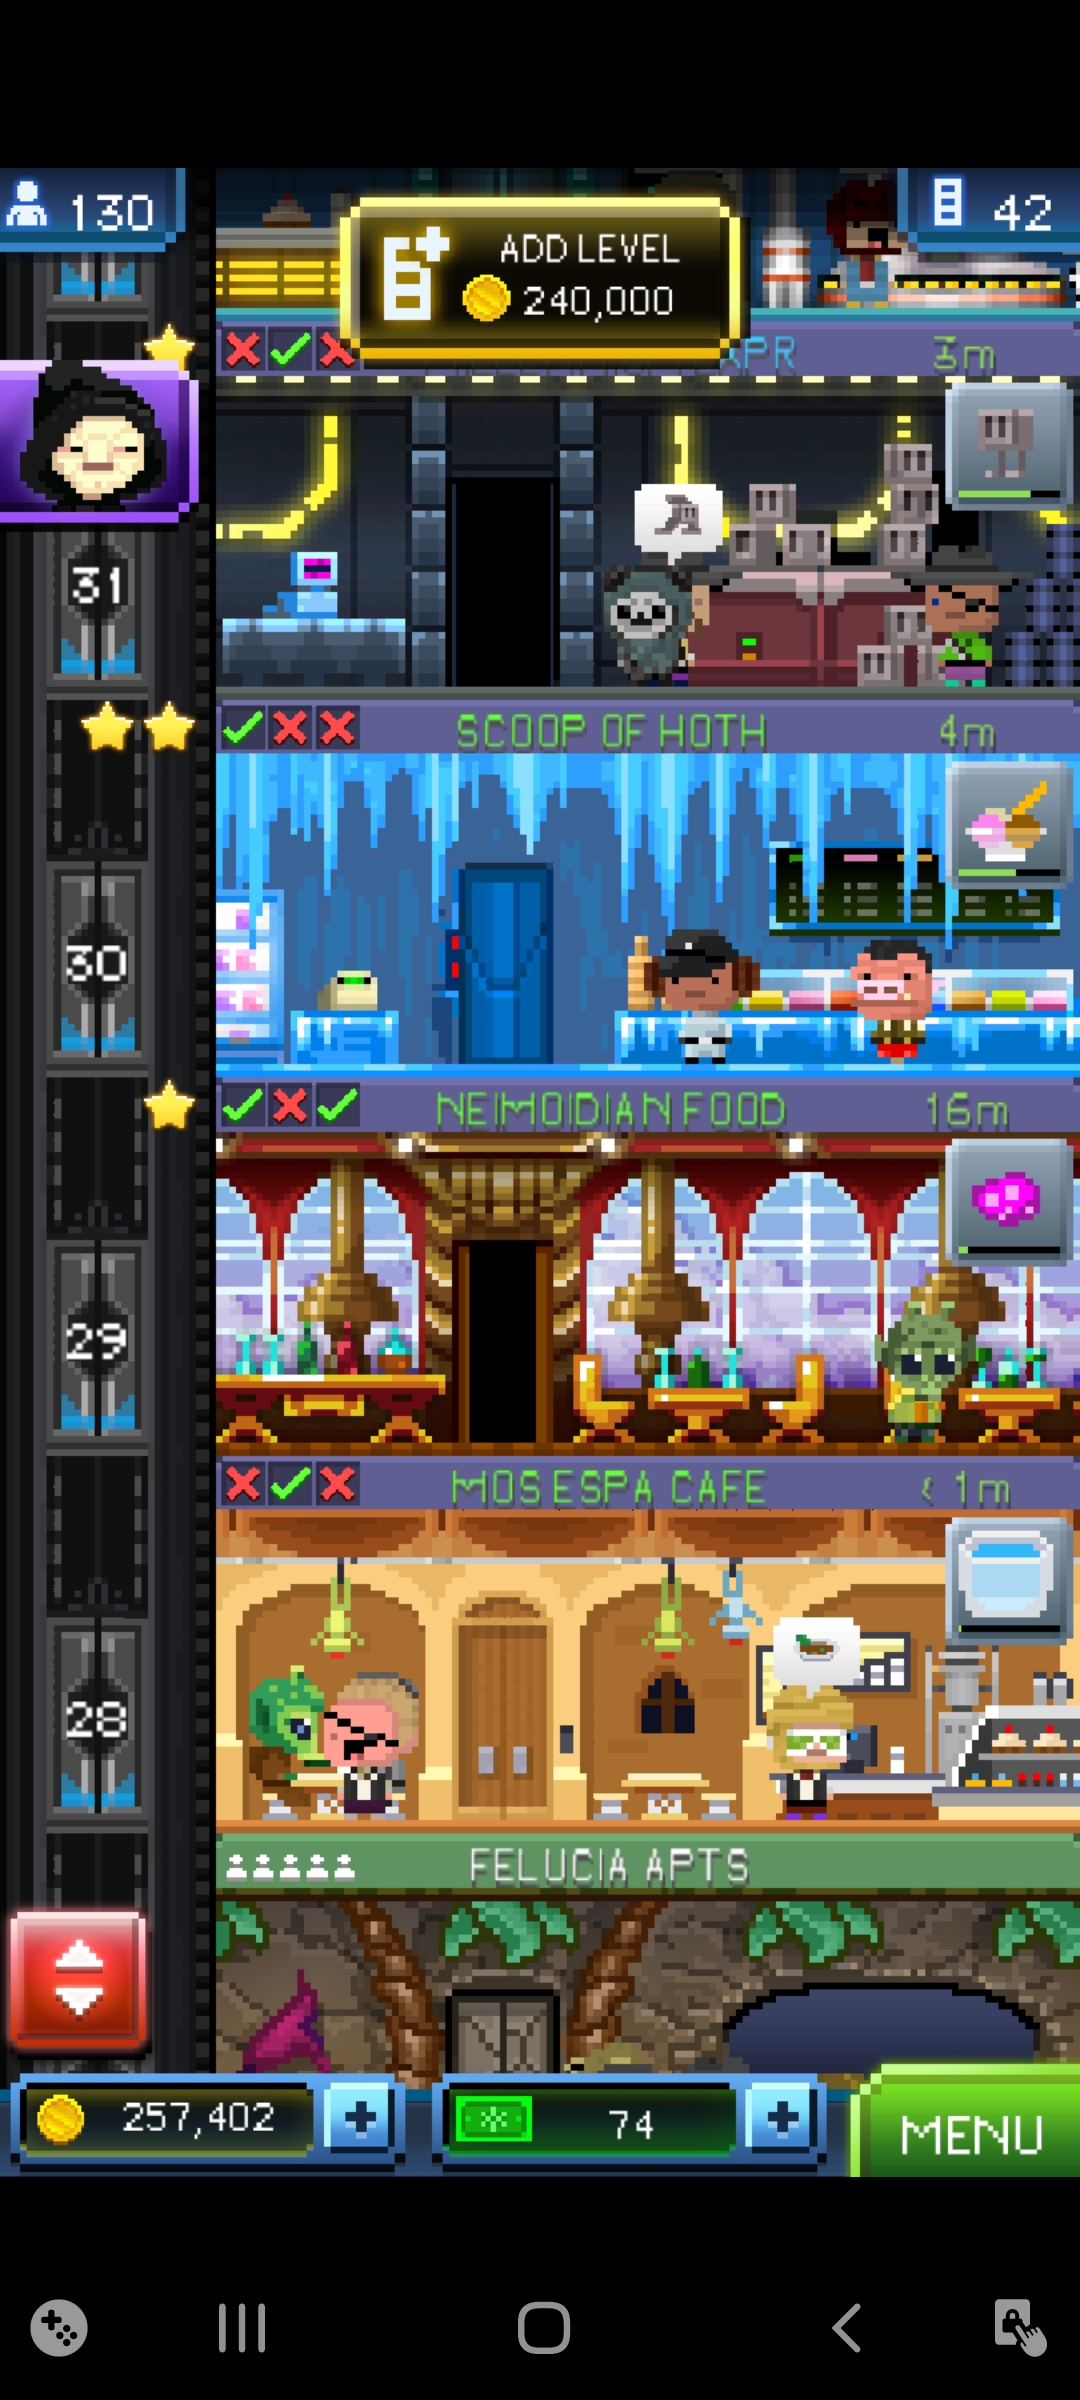 130
ADD LEVEL
240,000
42
3m
31
SCOOP OF HOTH 4m
30
NEIMOIDIAN FOOD 16m
29
MOS ESPA CAFE < 1m
28
FELUCIA APTS
257,402
74
MENU